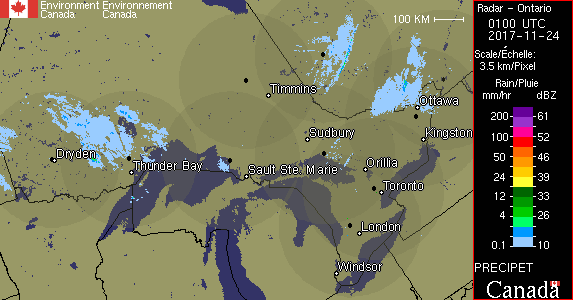 Environment Environnement
Canada Canada
Radar - Ontario
0100 UTC
2017-11-24
100 KM
Scale/Échelle:
3.5 km/Pixel
Rain/Pluie
mm/hr dBZ
200 61
100 52
50 46
24 39
12 33
4 26
0.1 10
PRECIPET
Canada
Timmins
Ottawa
Sudbury
Kingston
Dryden
Thunder Bay
Sault Ste. Marie
Orillia
Toronto
London
Windsor